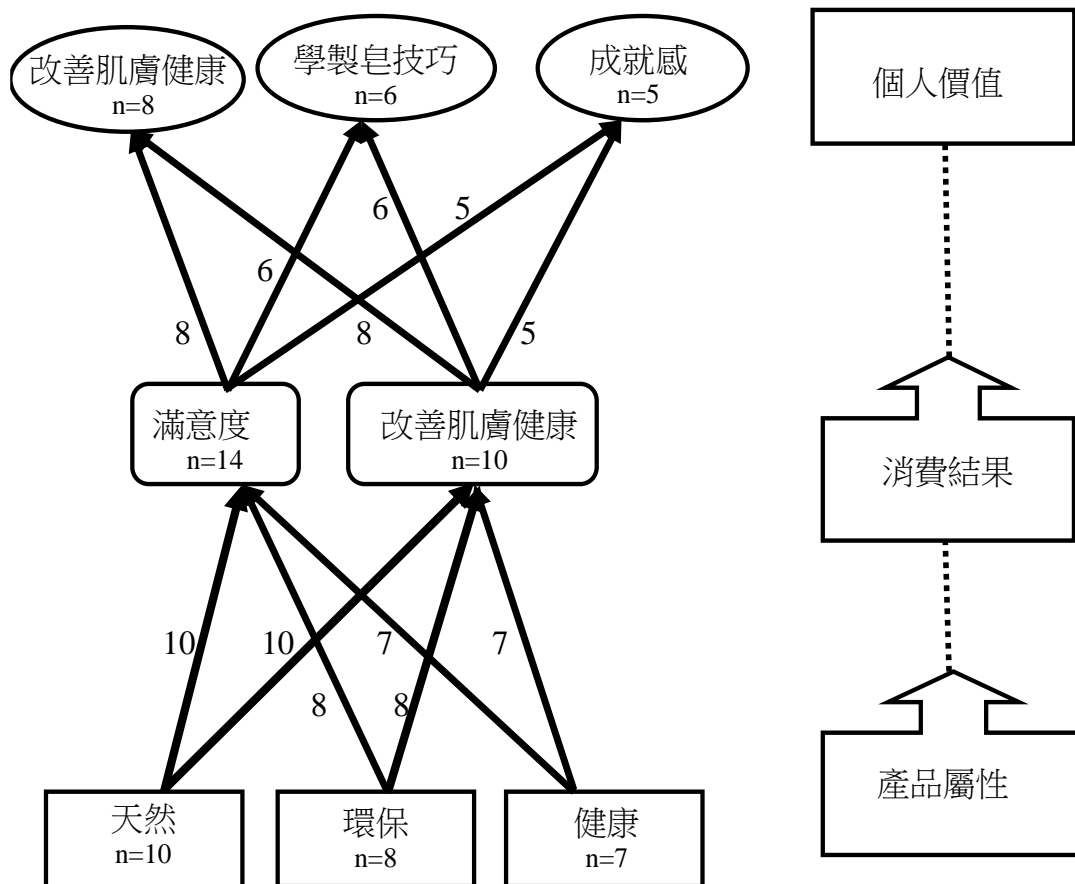 改善肌膚健康
n=8
學製皂技巧
n=6
成就感
n=5
個人價值
6
5
6
8
8
5
滿意度
n=14
改善肌膚健康
n=10
消費結果
10
10
7
7
8
8
天然
n=10
環保
n=8
健康
n=7
產品屬性